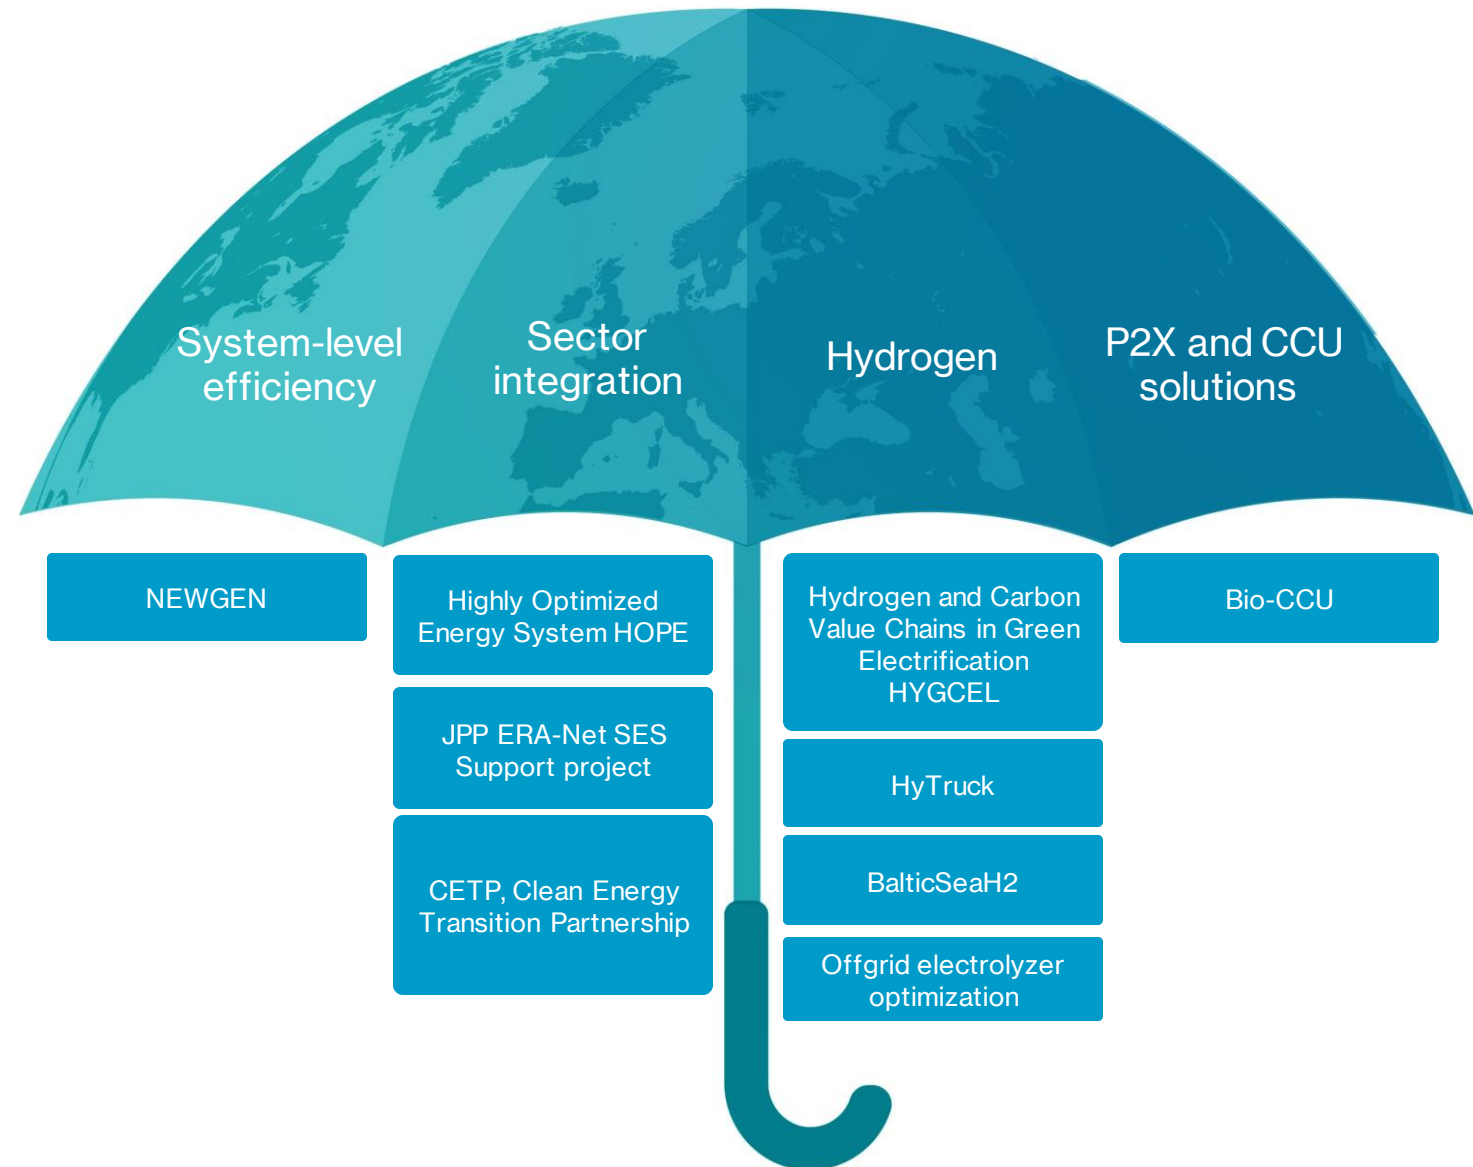 System-level
efficiency
Sector
integration
Hydrogen
P2X and CCU
solutions
NEWGEN
Highly Optimized
Energy System HOPE
JPP ERA-Net SES
Support project
CETP, Clean Energy
Transition Partnership
Hydrogen and Carbon
Value Chains in Green
Electrification
HYGCEL
HyTruck
BalticSeaH2
Offgrid electrolyzer
optimization
Bio-CCU